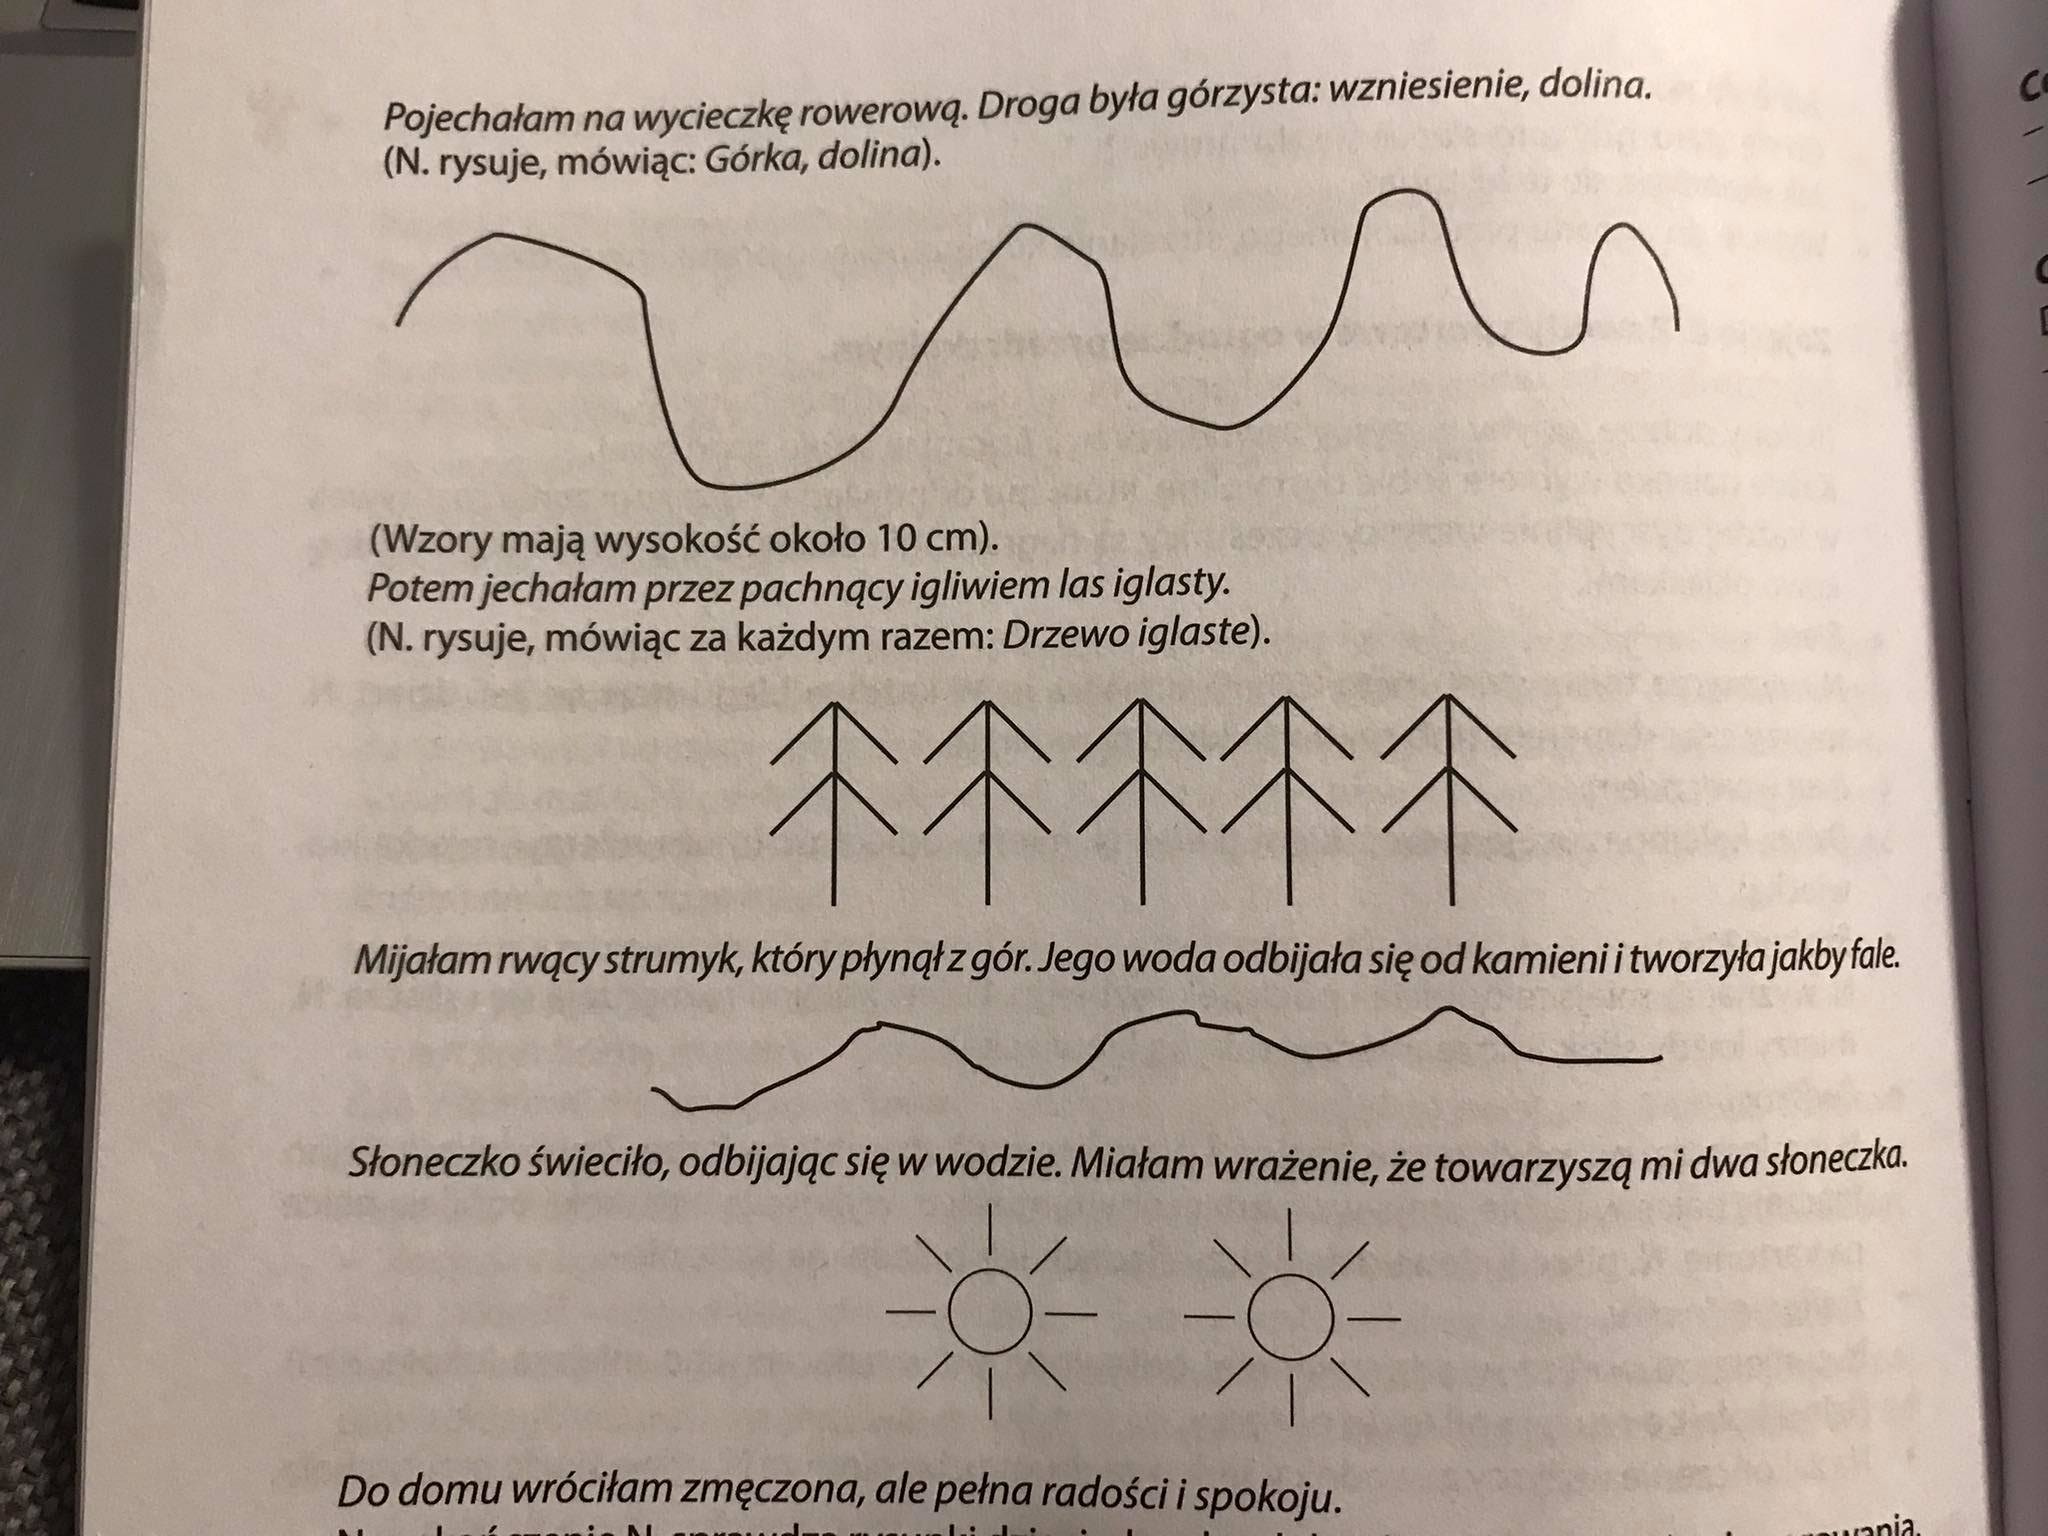 Pojechałam na wycieczkę rowerową. Droga była górzysta: wzniesienie, dolina.
(N. rysuje, mówiąc: Górka, dolina).
(Wzory mają wysokość około 10 cm).
Potem jechałam przez pachnący igliwiem las iglasty.
(N. rysuje, mówiąc za każdym razem: Drzewo iglaste).
Mijałam rwący strumyk, który płynął z gór. Jego woda odbijała się od kamieni i tworzyła jakby fale.
Słoneczko świeciło, odbijając się w wodzie. Miałam wrażenie, że towarzyszą mi dwa słoneczka.
Do domu wróciłam zmęczona, ale pełna radości i spokoju.